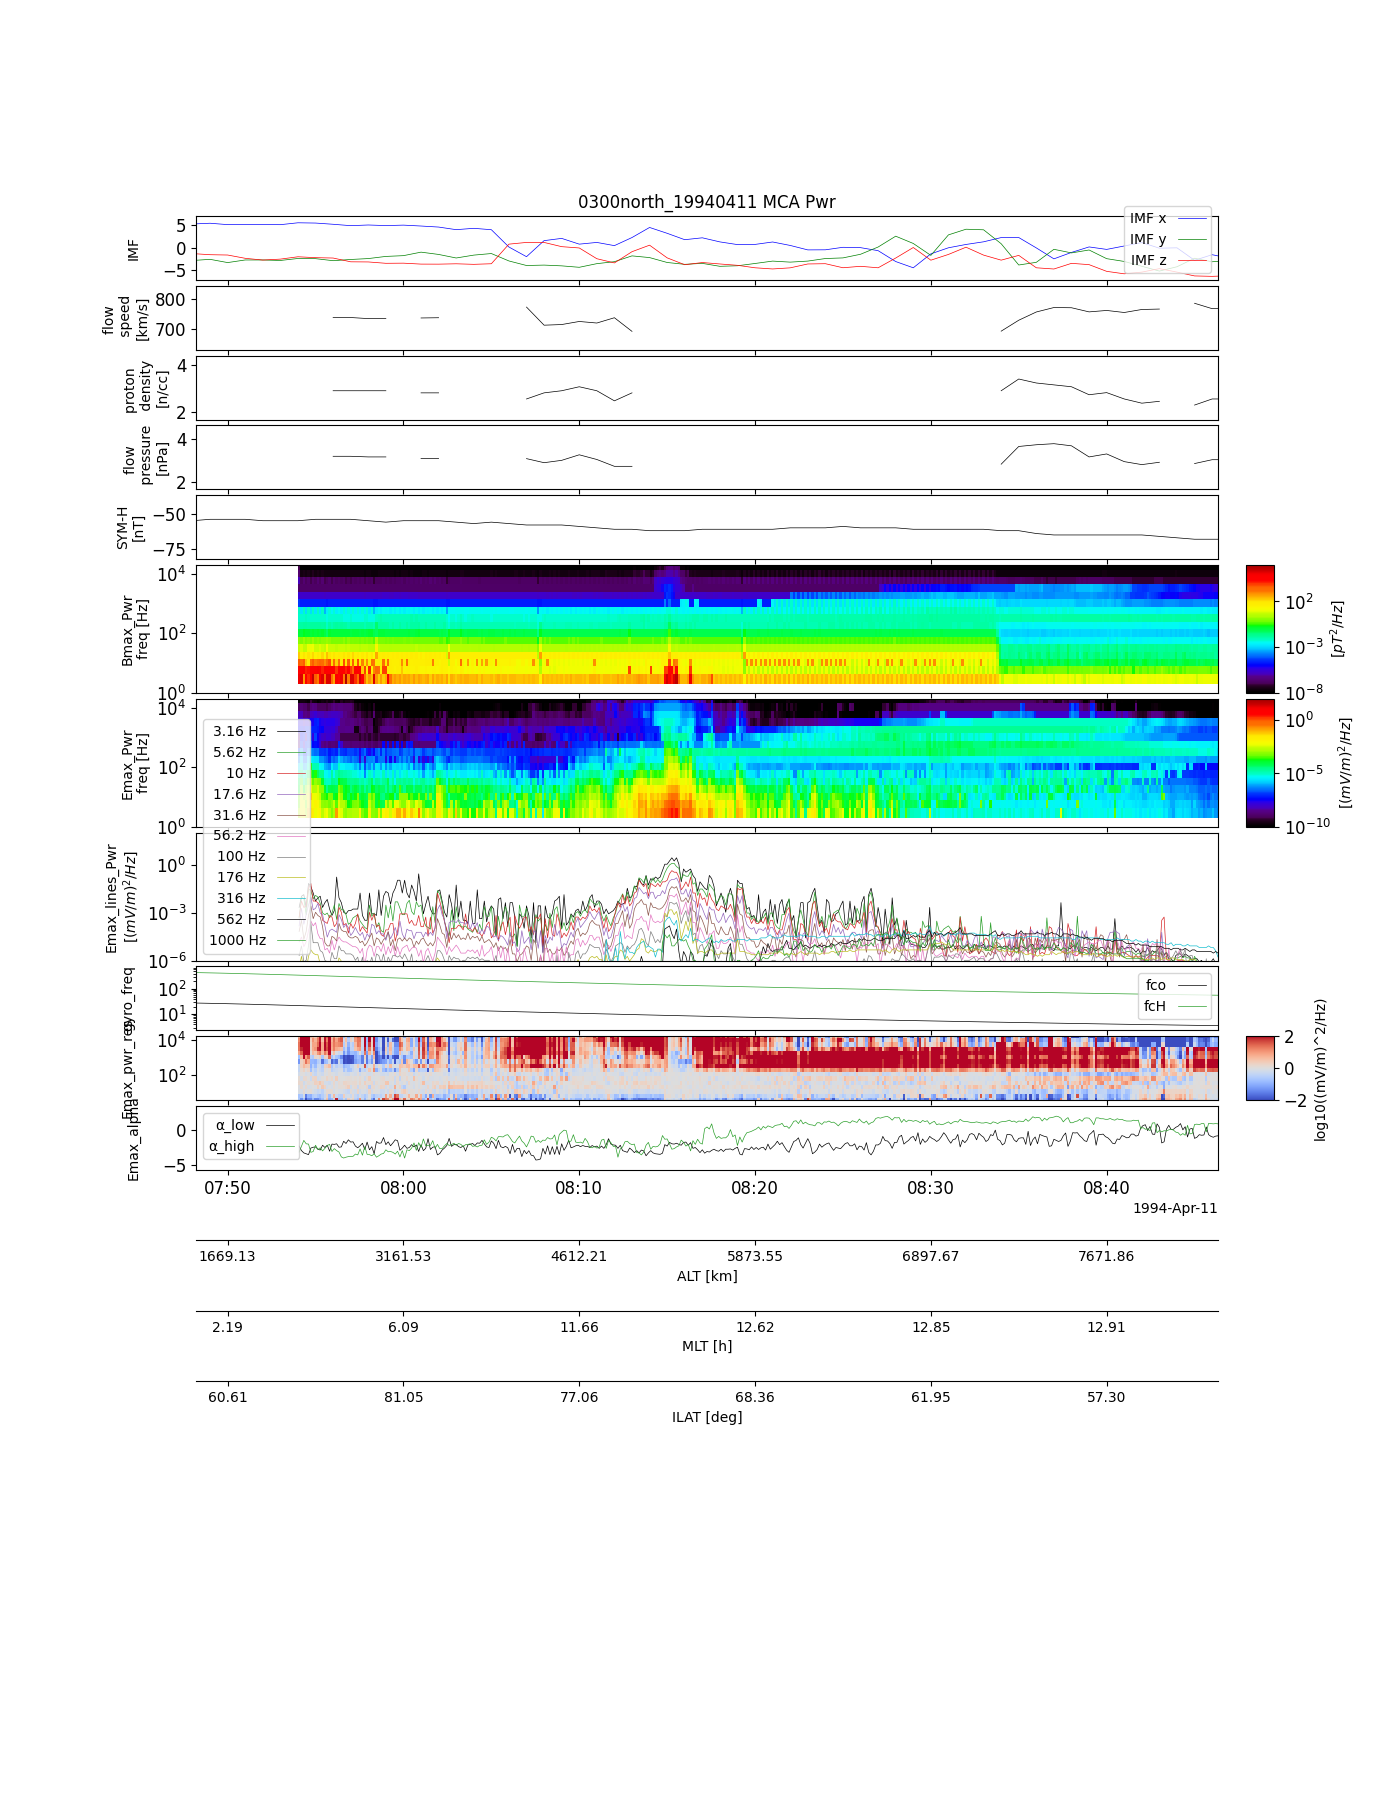 0300north_19940411 MCA Pwr
IMF
5
0
−5
IMF x
IMF y
IMF z
flow
speed
[km/s]
800
700
proton
density
[n/cc]
4
2
flow
pressure
[nPa]
4
2
SYM-H
[nT]
−50
−75
Bmax_Pwr
freq [Hz]
10^4
10^2
10^0
10^2
10^−3
10^−8
[pT^2/Hz]
Emax_Pwr
freq [Hz]
10^4
10^2
10^0
10^0
10^−5
10^−10
[(mV/m)^2/Hz]
3.16 Hz
5.62 Hz
10 Hz
17.6 Hz
31.6 Hz
56.2 Hz
100 Hz
176 Hz
316 Hz
562 Hz
1000 Hz
Emax_lines_Pwr
[(mV/m)^2/Hz]
10^0
10^−3
10^−6
gyro_freq
10^2
10^1
fco
fcH
10^4
10^2
2
0
−2
log10((mV/m)^2/Hz)
Emax_alpha
0
−5
α_low
α_high
07:50 08:00 08:10 08:20 08:30 08:40
1994-Apr-11
1669.13 3161.53 4612.21 5873.55 6897.67 7671.86
ALT [km]
2.19 6.09 11.66 12.62 12.85 12.91
MLT [h]
60.61 81.05 77.06 68.36 61.95 57.30
ILAT [deg]